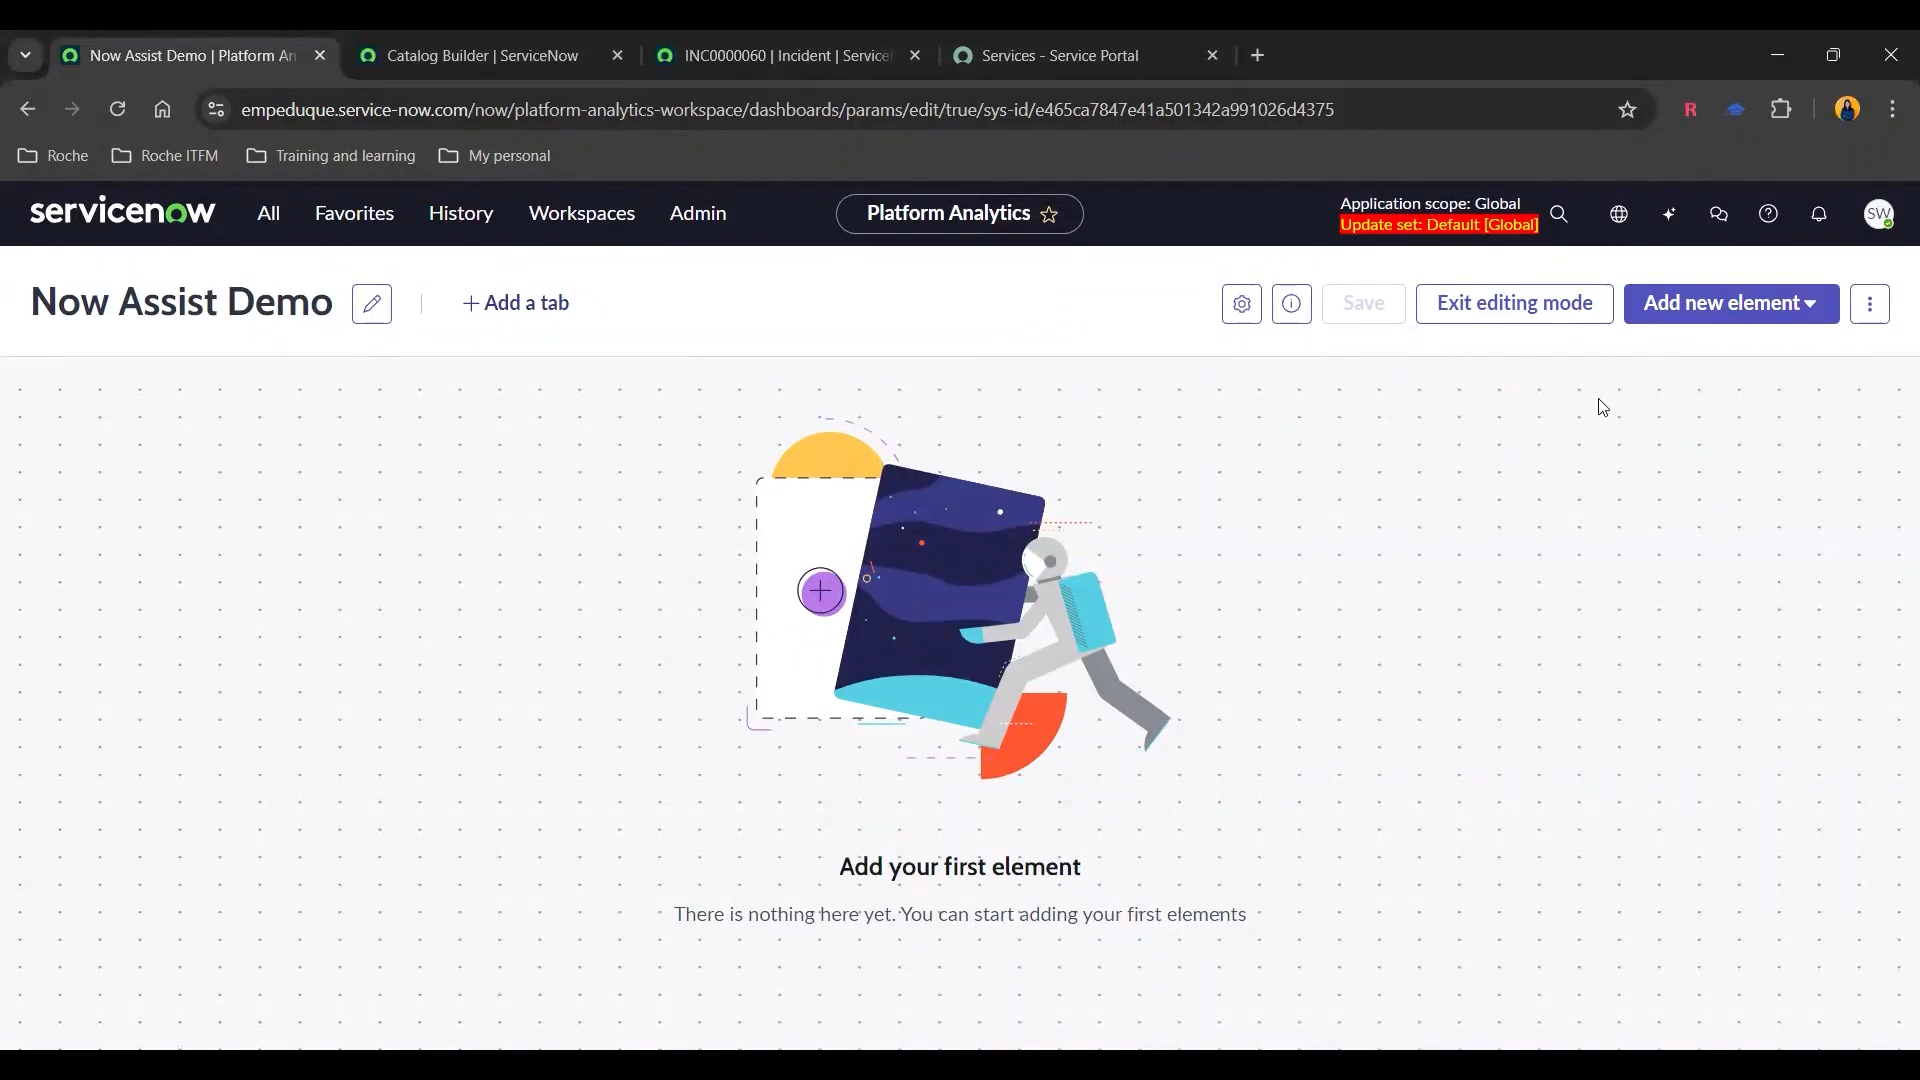 Now Assist Demo | Platform An
Catalog Builder | ServiceNow
INC0000060 | Incident | Service
Services - Service Portal
empeduque.service-now.com/now/platform-analytics-workspace/dashboards/params/edit/true/sys-id/e465ca7847e41a501342a991026d4375
R
Roche
Roche ITFM
Training and learning
My personal
servicenow
All
Favorites
History
Workspaces
Admin
Platform Analytics
Application scope: Global
Update set: Default [Global]
SW
Now Assist Demo
+ Add a tab
Save
Exit editing mode
Add new element
Add your first element
There is nothing here yet. You can start adding your first elements